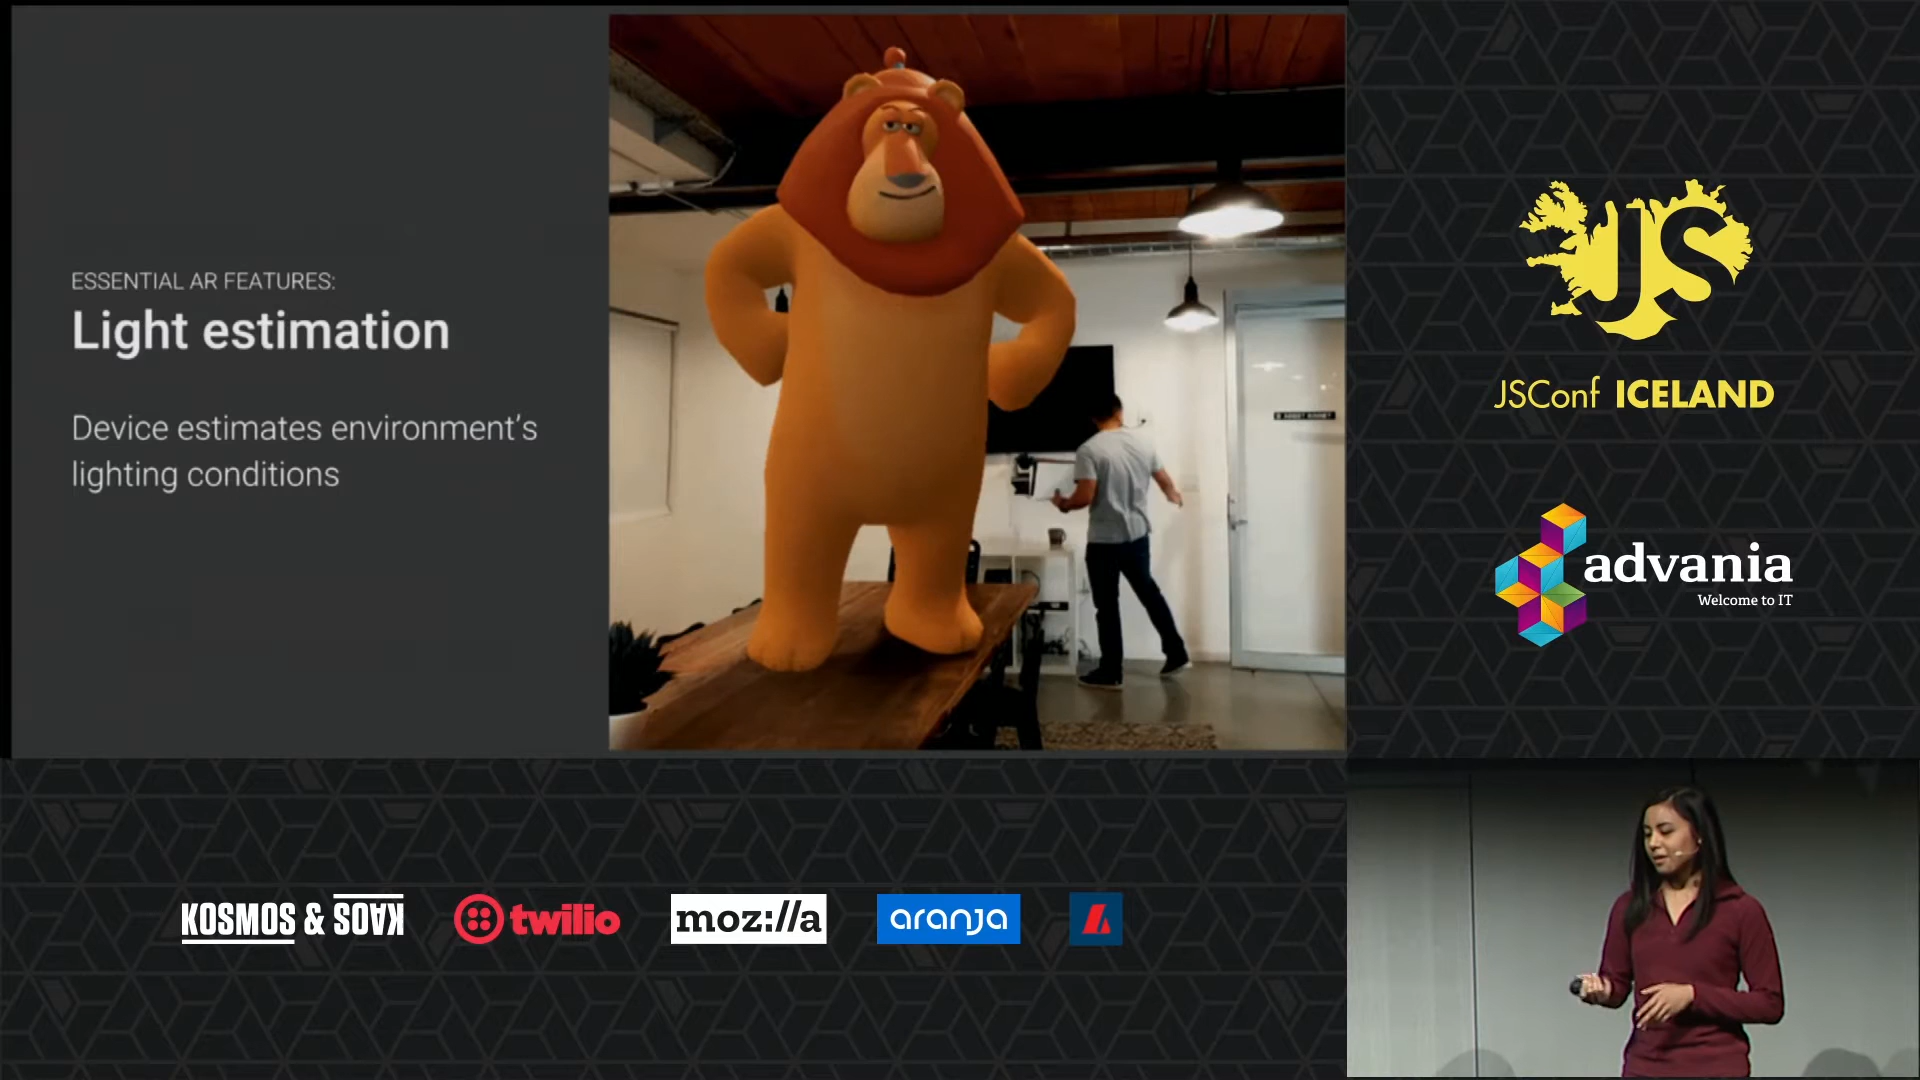 ESSENTIAL AR FEATURES:
Light estimation
Device estimates environment's
lighting conditions
JS
JSConf ICELAND
advania
Welcome to IT
KOSMOS & KAOS
twilio
moz://a
aranja